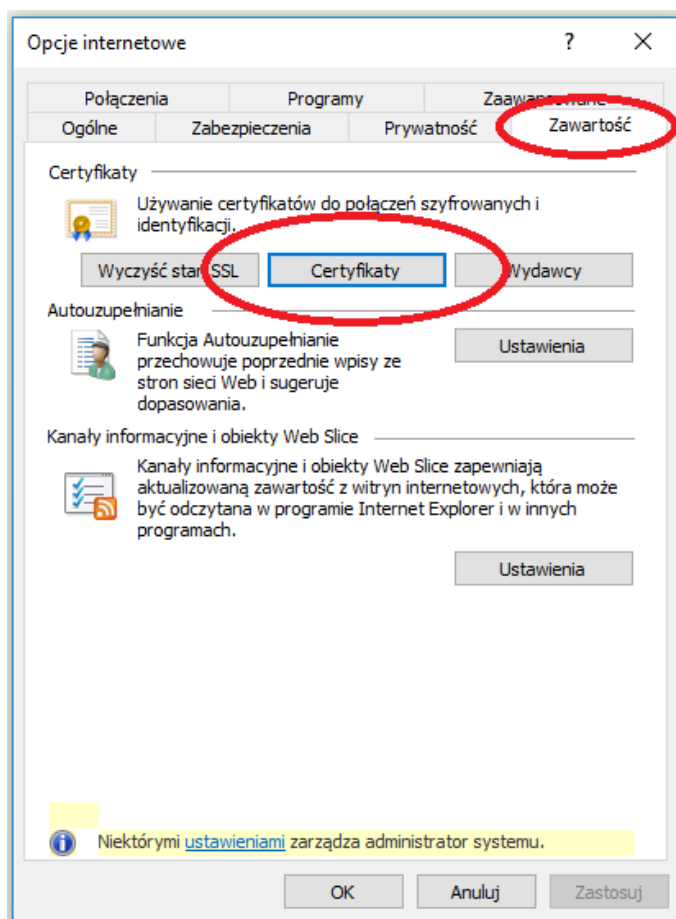 Opcje internetowe
Połączenia Programy Zaawansowane
Ogólne Zabezpieczenia Prywatność Zawartość
Certyfikaty
Używanie certyfikatów do połączeń szyfrowanych i
identyfikacji.
Wyczyść stan SSL Certyfikaty Wydawcy
Autouzupełnianie
Funkcja Autouzupełnianie
przechowuje poprzednie wpisy ze
stron sieci Web i sugeruje
dopasowania.
Ustawienia
Kanały informacyjne i obiekty Web Slice
Kanały informacyjne i obiekty Web Slice zapewniają
aktualizowaną zawartość z witryn internetowych, która może
być odczytana w programie Internet Explorer i w innych
programach.
Ustawienia
Niektórymi ustawieniami zarządza administrator systemu.
OK Anuluj Zastosuj